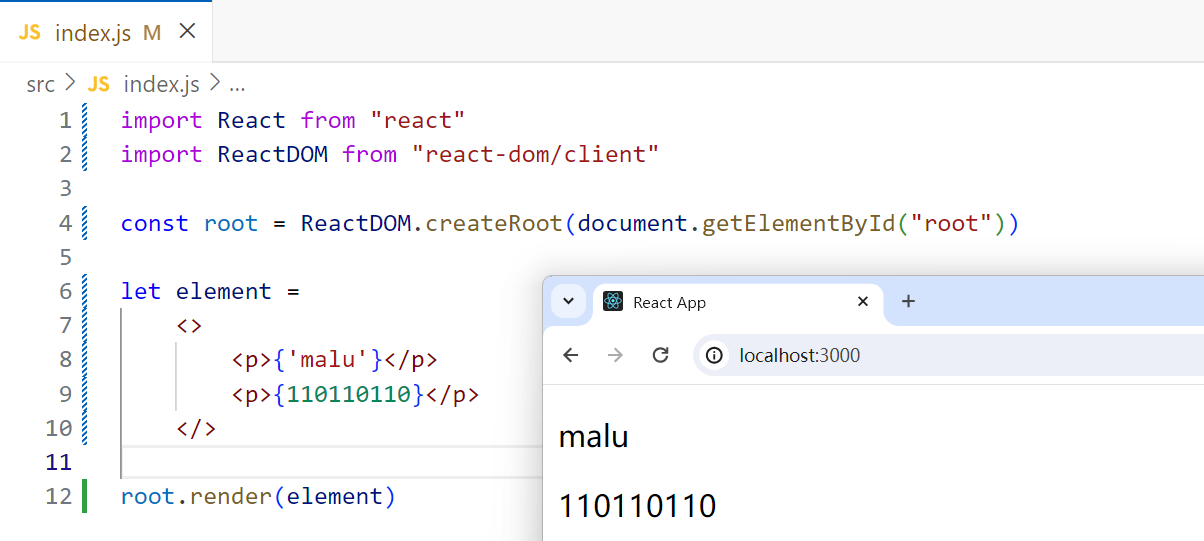 JS index.js M
src > JS index.js > ...
1 import React from "react"
2 import ReactDOM from "react-dom/client"
3
4 const root = ReactDOM.createRoot(document.getElementById("root"))
5
6 let element =
7 <>
8 <p>{'malu'}</p>
9 <p>{110110110}</p>
10 </>
11
12 root.render(element)
React App
localhost:3000
malu
110110110